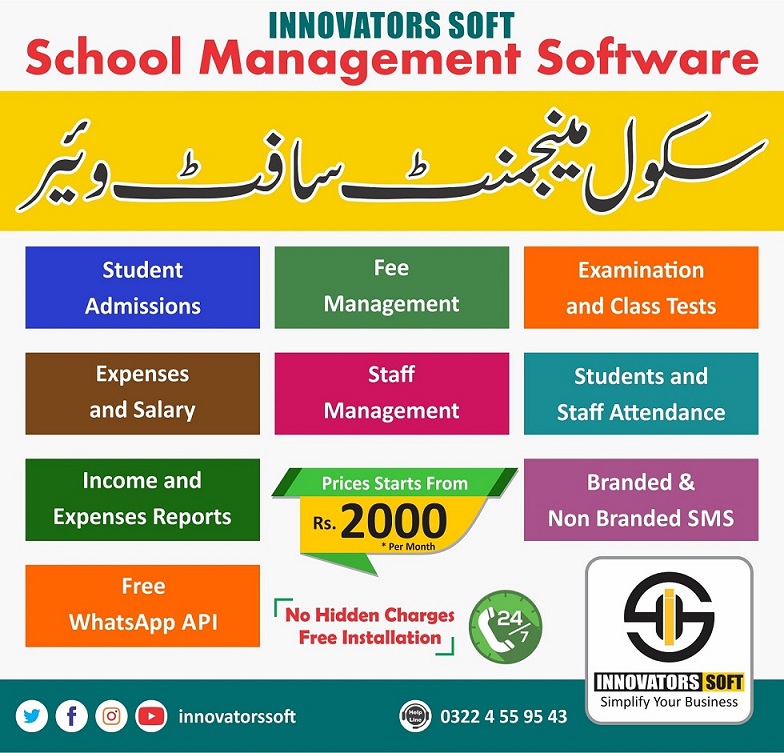 INNOVATORS SOFT
School Management Software
سکول مینجمنٹ سافٹ وئیر
Student
Admissions
Fee
Management
Examination
and Class Tests
Expenses
and Salary
Staff
Management
Students and
Staff Attendance
Income and
Expenses Reports
Prices Starts From
Rs. 2000
* Per Month
Branded &
Non Branded SMS
Free
WhatsApp API
No Hidden Charges
Free Installation
24/7
INNOVATORS SOFT
Simplify Your Business
innovatorssoft
Help
Line
0322 4 55 95 43